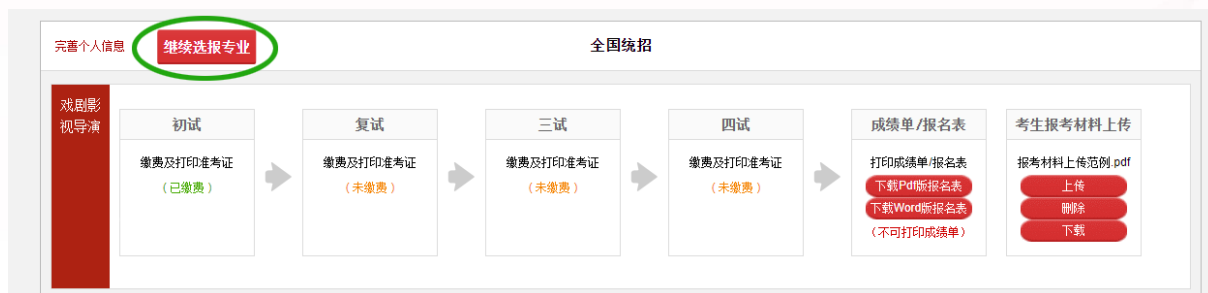 完善个人信息
继续选报专业
全国统招
戏剧影
视导演
初试
缴费及打印准考证
（已缴费）
复试
缴费及打印准考证
（未缴费）
三试
缴费及打印准考证
（未缴费）
四试
缴费及打印准考证
（未缴费）
成绩单/报名表
打印成绩单/报名表
下载Pdf版报名表
下载Word版报名表
（不可打印成绩单）
考生报考材料上传
报考材料上传范例.pdf
上传
删除
下载